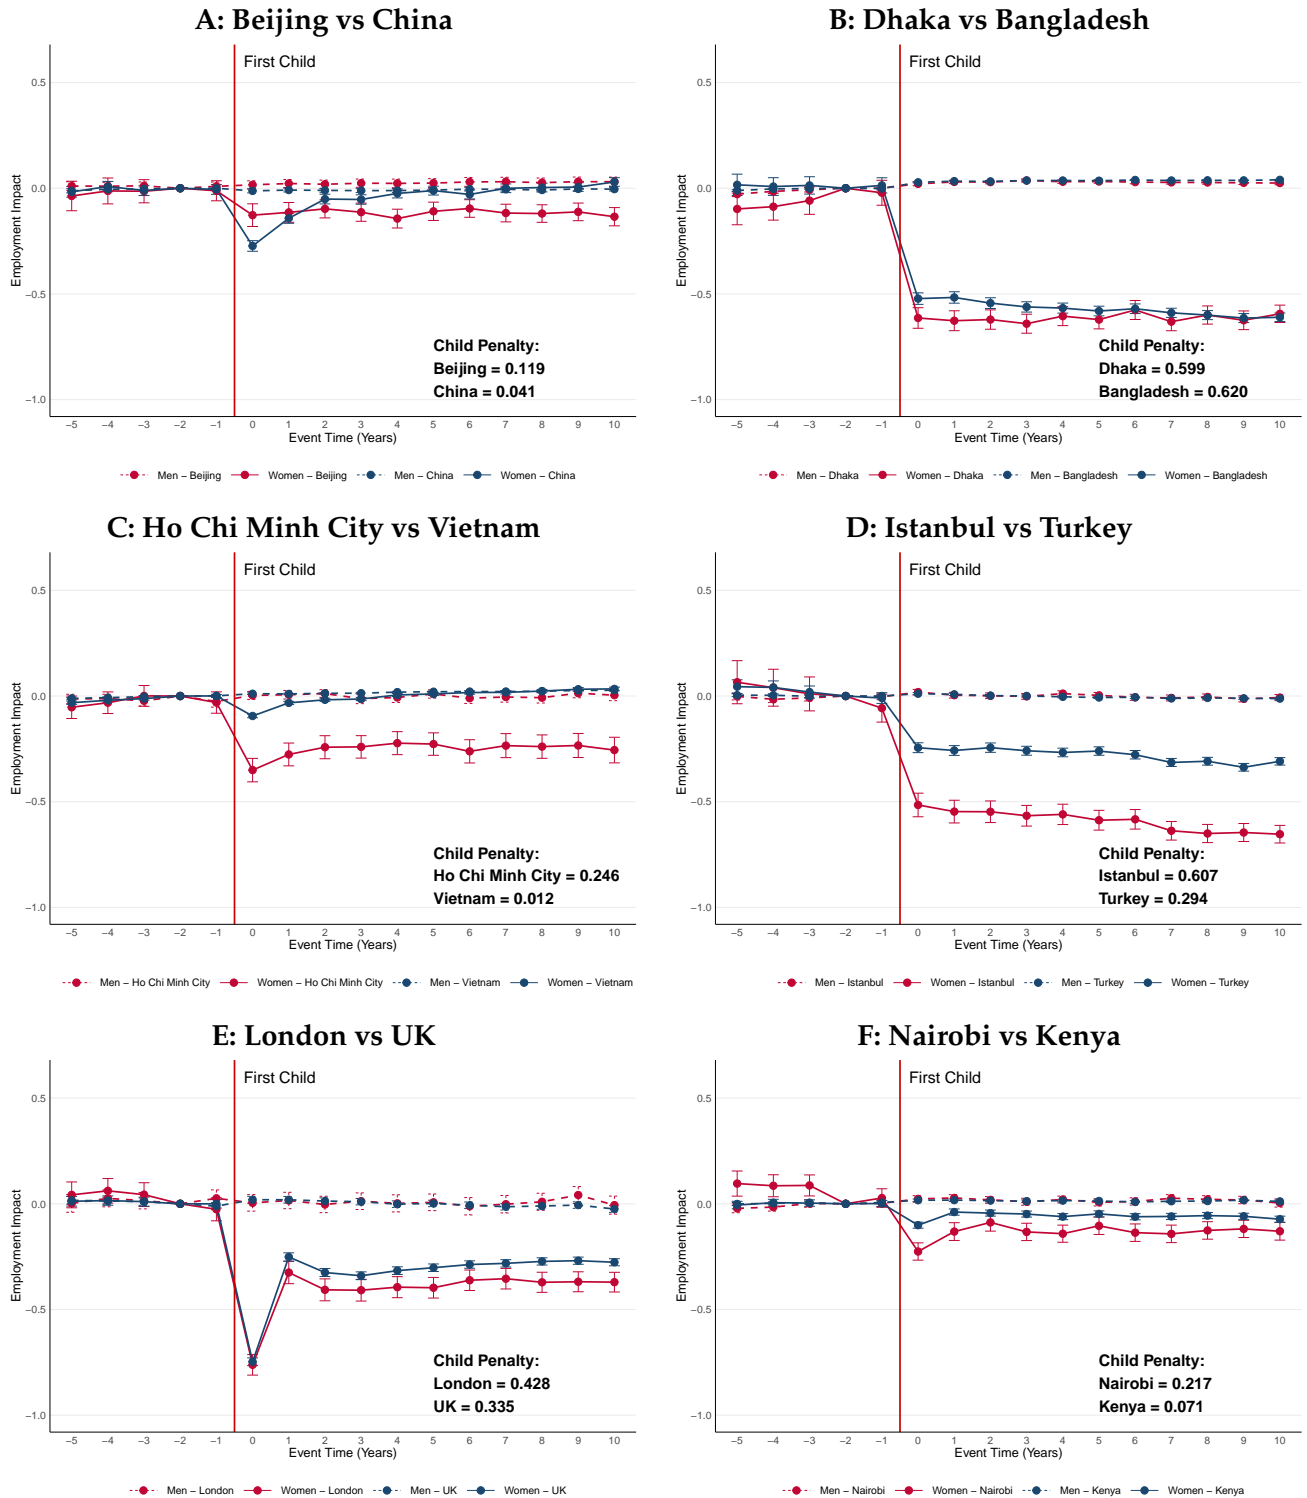 A: Beijing vs China
First Child
Employment Impact
0.5
0.0
−0.5
−1.0
Child Penalty:
Beijing = 0.119
China = 0.041
−5 −4 −3 −2 −1 0 1 2 3 4 5 6 7 8 9 10
Event Time (Years)
Men − Beijing Women − Beijing Men − China Women − China
B: Dhaka vs Bangladesh
First Child
Employment Impact
0.5
0.0
−0.5
−1.0
Child Penalty:
Dhaka = 0.599
Bangladesh = 0.620
−5 −4 −3 −2 −1 0 1 2 3 4 5 6 7 8 9 10
Event Time (Years)
Men − Dhaka Women − Dhaka Men − Bangladesh Women − Bangladesh
C: Ho Chi Minh City vs Vietnam
First Child
Employment Impact
0.5
0.0
−0.5
−1.0
Child Penalty:
Ho Chi Minh City = 0.246
Vietnam = 0.012
−5 −4 −3 −2 −1 0 1 2 3 4 5 6 7 8 9 10
Event Time (Years)
Men − Ho Chi Minh City Women − Ho Chi Minh City Men − Vietnam Women − Vietnam
D: Istanbul vs Turkey
First Child
Employment Impact
0.5
0.0
−0.5
−1.0
Child Penalty:
Istanbul = 0.607
Turkey = 0.294
−5 −4 −3 −2 −1 0 1 2 3 4 5 6 7 8 9 10
Event Time (Years)
Men − Istanbul Women − Istanbul Men − Turkey Women − Turkey
E: London vs UK
First Child
Employment Impact
0.5
0.0
−0.5
−1.0
Child Penalty:
London = 0.428
UK = 0.335
−5 −4 −3 −2 −1 0 1 2 3 4 5 6 7 8 9 10
Event Time (Years)
Men − London Women − London Men − UK Women − UK
F: Nairobi vs Kenya
First Child
Employment Impact
0.5
0.0
−0.5
−1.0
Child Penalty:
Nairobi = 0.217
Kenya = 0.071
−5 −4 −3 −2 −1 0 1 2 3 4 5 6 7 8 9 10
Event Time (Years)
Men − Nairobi Women − Nairobi Men − Kenya Women − Kenya